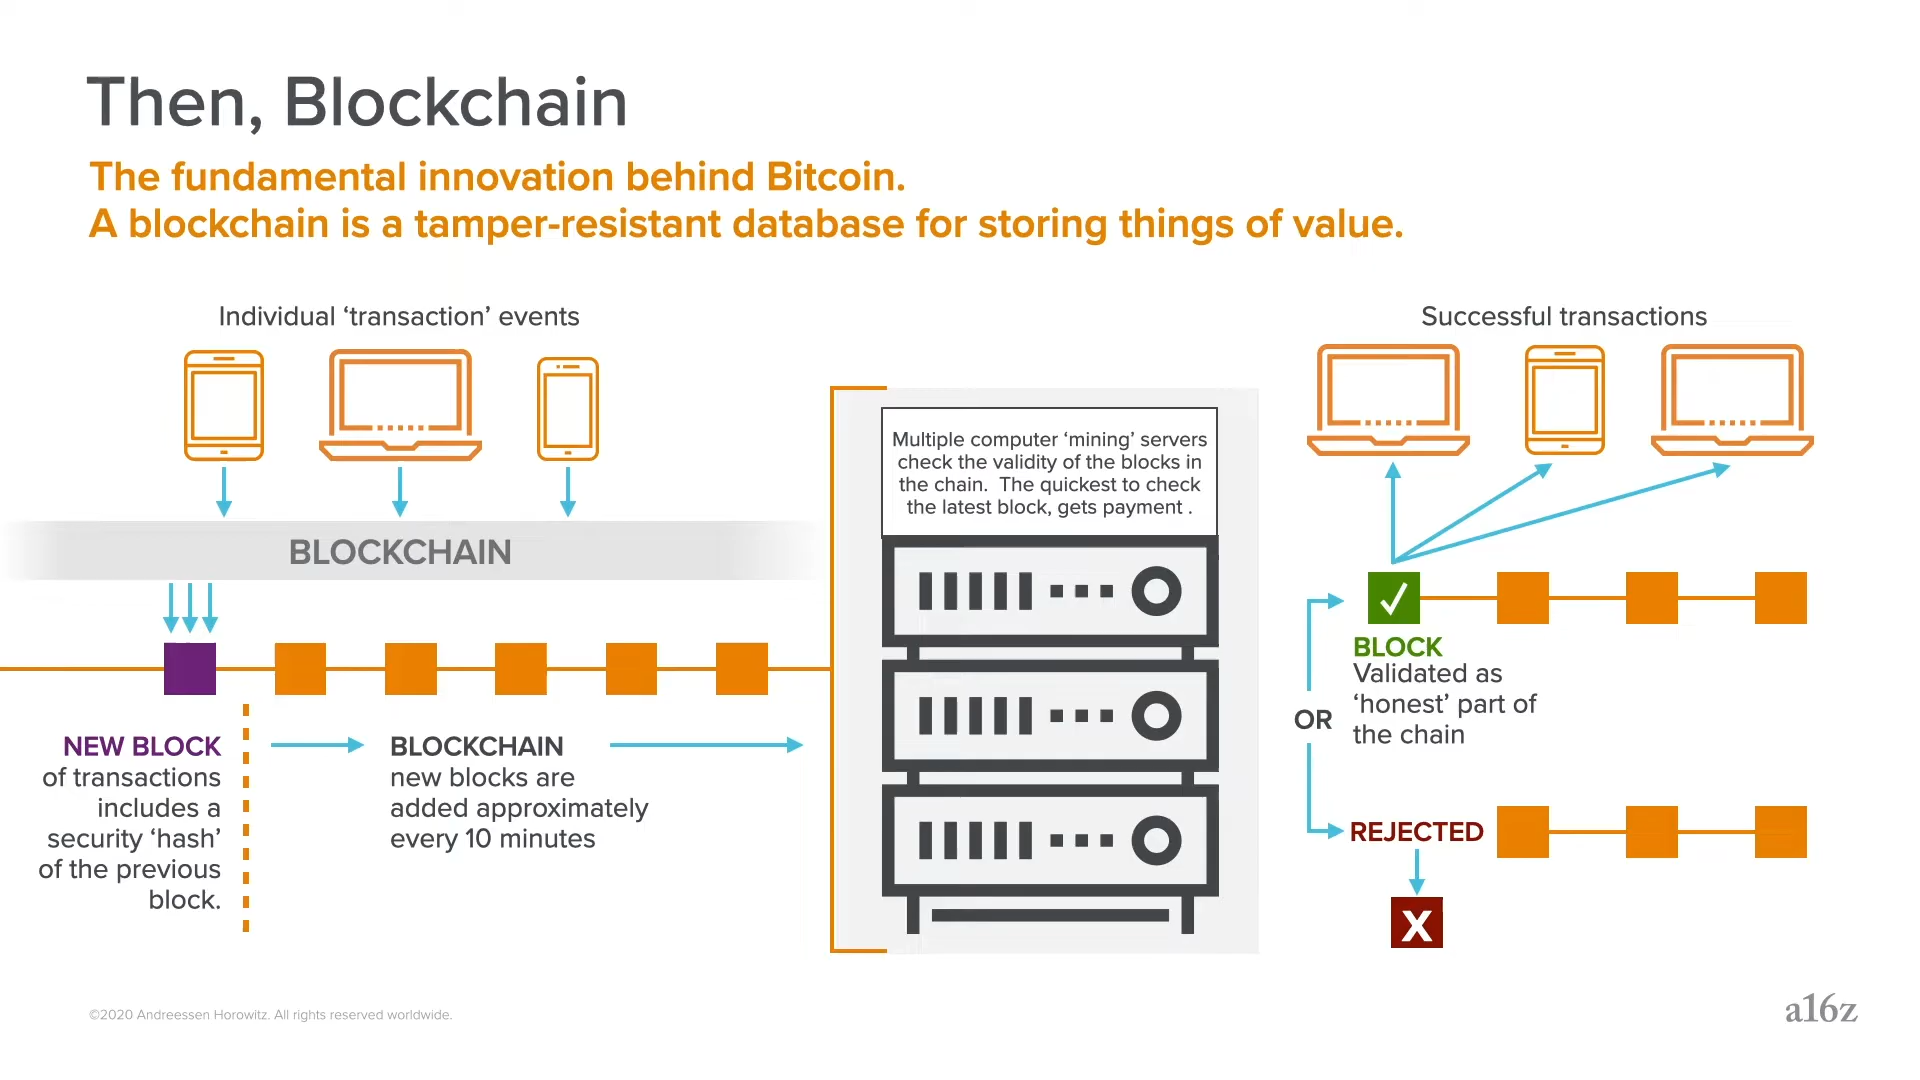 Then, Blockchain
The fundamental innovation behind Bitcoin.
A blockchain is a tamper-resistant database for storing things of value.
Individual ‘transaction’ events
BLOCKCHAIN
NEW BLOCK
of transactions
includes a
security ‘hash’
of the previous
block.
BLOCKCHAIN
new blocks are
added approximately
every 10 minutes
Multiple computer ‘mining’ servers
check the validity of the blocks in
the chain.  The quickest to check
the latest block, gets payment .
Successful transactions
OR
BLOCK
Validated as
‘honest’ part of
the chain
REJECTED
X
©2020 Andreessen Horowitz. All rights reserved worldwide.
a16z